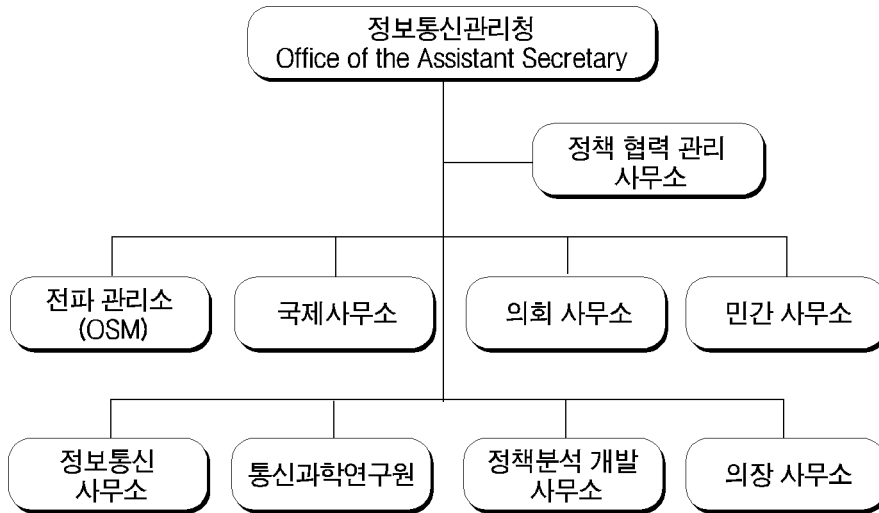 정보통신관리청
Office of the Assistant Secretary
정책 협력 관리
사무소
전파 관리소
(OSM)
국제사무소
의회 사무소
민간 사무소
정보통신
사무소
통신과학연구원
정책분석 개발
사무소
의장 사무소